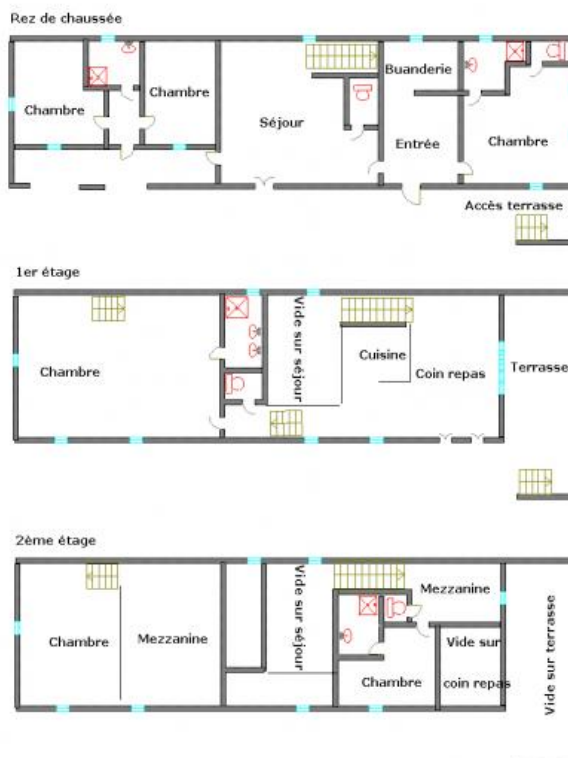 Rez de chaussée
Buanderie
Chambre
Chambre
Séjour
Entrée
Chambre
Accès terrasse
1er étage
Vide sur séjour
Cuisine
Chambre
Coin repas
Terrasse
2ème étage
Vide sur séjour
Mezzanine
Chambre
Mezzanine
Vide sur
coin repas
Chambre
Vide sur terrasse